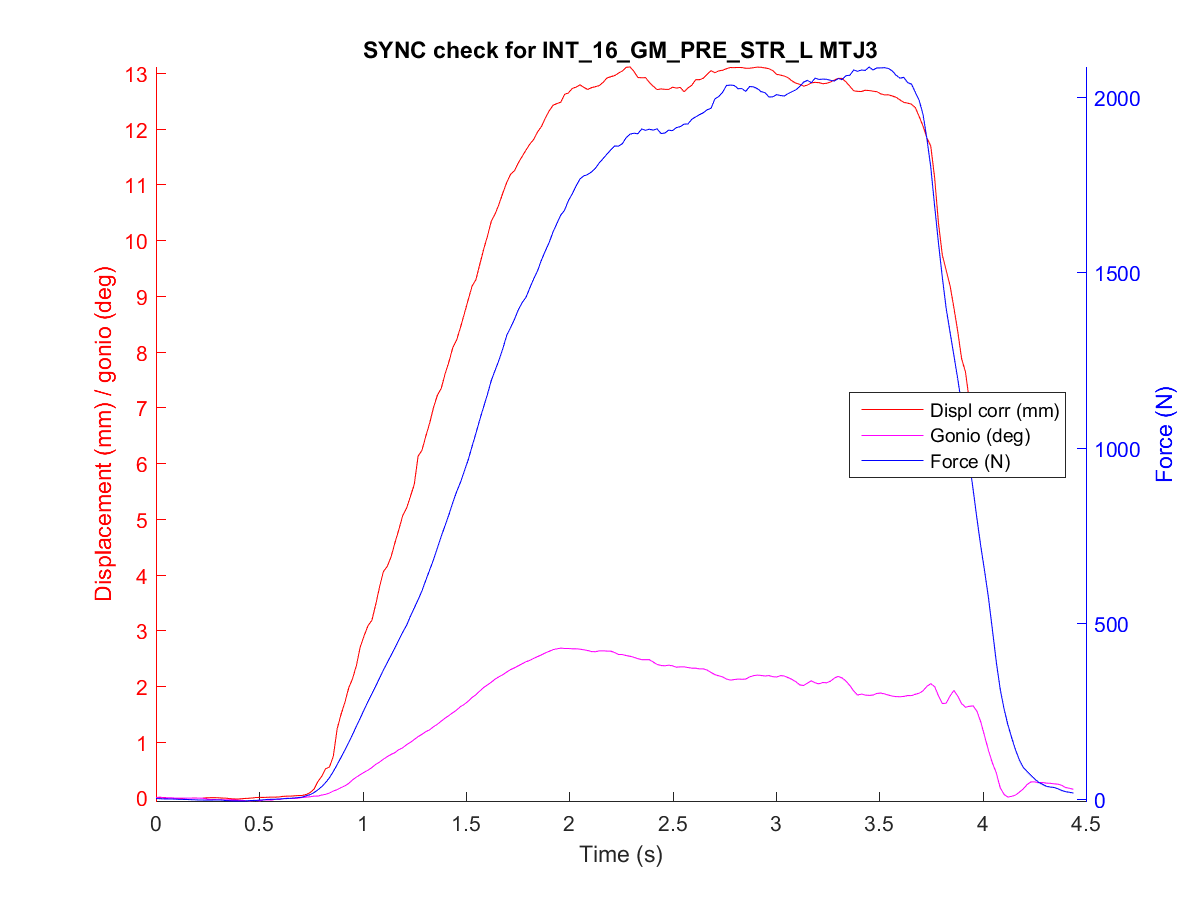 SYNC check for INT_16_GM_PRE_STR_L MTJ3
Displacement (mm) / gonio (deg)
13
12
11
10
9
8
7
6
5
4
3
2
1
0
Force (N)
2000
1500
1000
500
0
Displ corr (mm)
Gonio (deg)
Force (N)
0 0.5 1 1.5 2 2.5 3 3.5 4 4.5
Time (s)